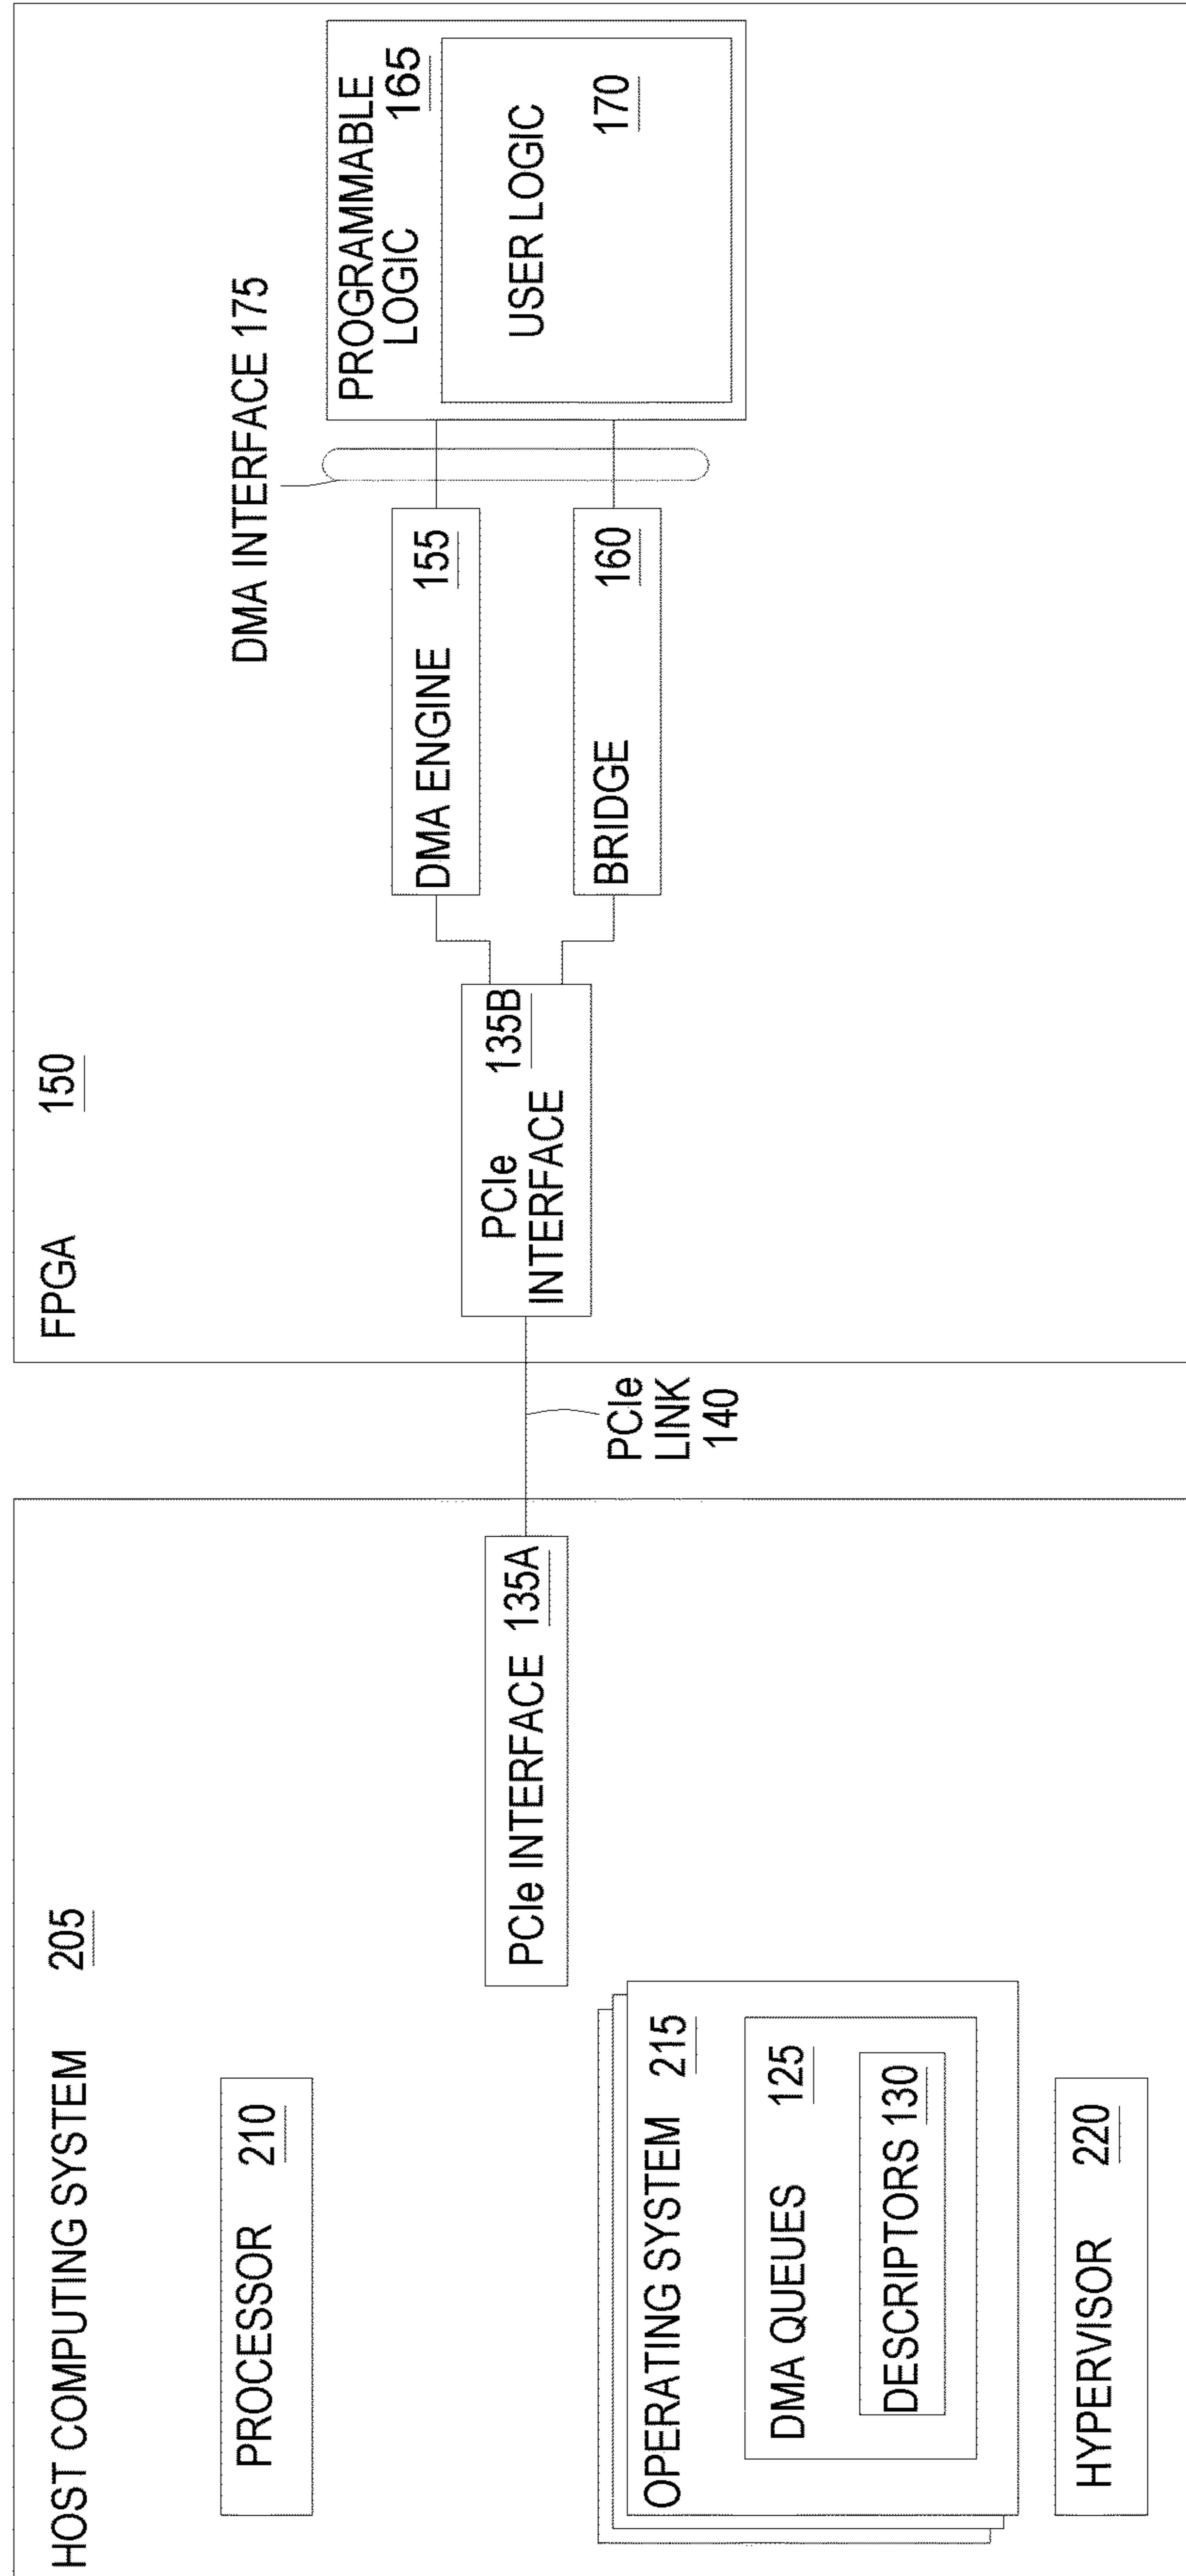 HOST COMPUTING SYSTEM 205
PROCESSOR 210
PCIe INTERFACE 135A
OPERATING SYSTEM 215
DMA QUEUES 125
DESCRIPTORS 130
HYPERVISOR 220
PCIe
LINK
140
FPGA 150
PCIe 135B
INTERFACE
DMA ENGINE 155
BRIDGE 160
DMA INTERFACE 175
PROGRAMMABLE
LOGIC 165
USER LOGIC
170